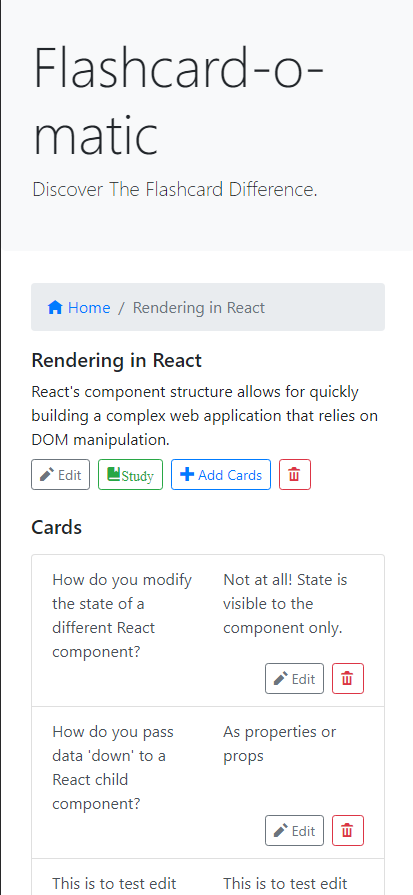 Flashcard-o-
matic
Discover The Flashcard Difference.
Home / Rendering in React
Rendering in React
React's component structure allows for quickly
building a complex web application that relies on
DOM manipulation.
Edit Study Add Cards
Cards
How do you modify
the state of a
different React
component?
Not at all! State is
visible to the
component only.
Edit
How do you pass
data 'down' to a
React child
component?
As properties or
props
Edit
This is to test edit
This is to test edit